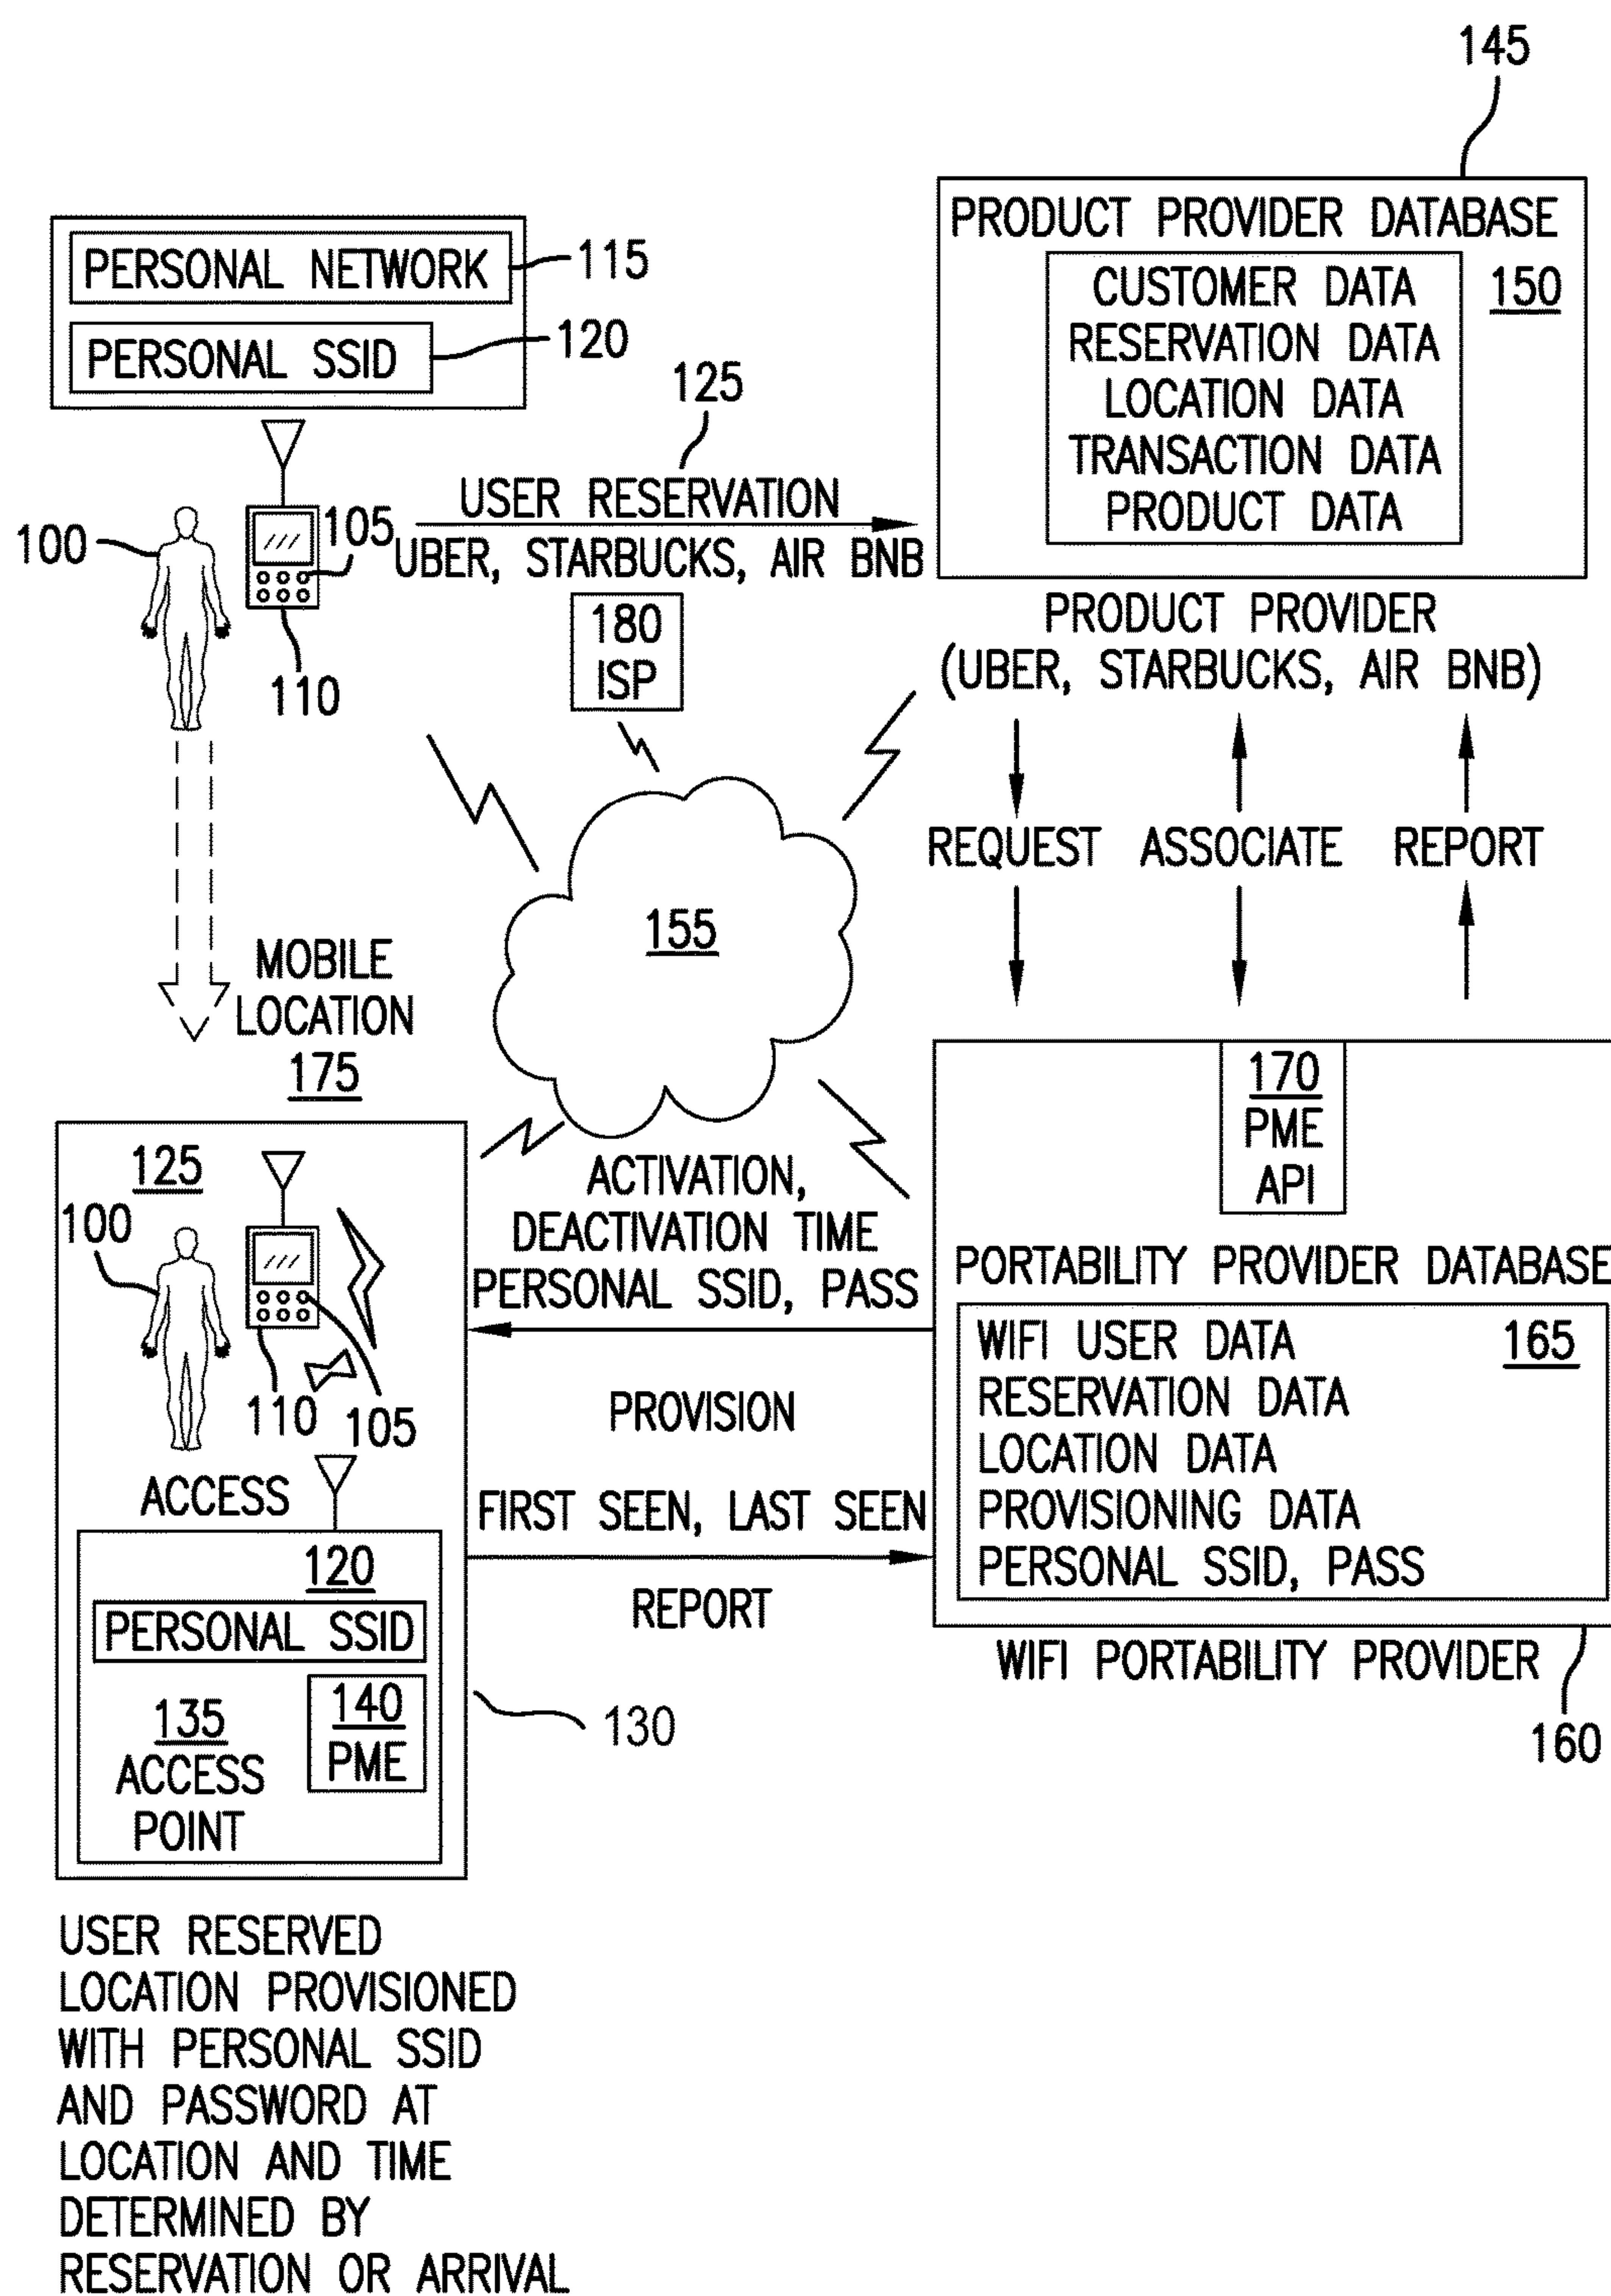 145
PRODUCT PROVIDER DATABASE
150
CUSTOMER DATA
RESERVATION DATA
LOCATION DATA
TRANSACTION DATA
PRODUCT DATA
PRODUCT PROVIDER
(UBER, STARBUCKS, AIR BNB)
PERSONAL NETWORK
115
PERSONAL SSID
120
125
USER RESERVATION
UBER, STARBUCKS, AIR BNB
100
105
110
180
ISP
155
REQUEST
ASSOCIATE
REPORT
MOBILE
LOCATION
175
125
100
110
105
ACCESS
120
PERSONAL SSID
135
ACCESS
POINT
140
PME
130
ACTIVATION,
DEACTIVATION TIME
PERSONAL SSID, PASS
PROVISION
FIRST SEEN, LAST SEEN
REPORT
170
PME
API
PORTABILITY PROVIDER DATABASE
165
WIFI USER DATA
RESERVATION DATA
LOCATION DATA
PROVISIONING DATA
PERSONAL SSID, PASS
WIFI PORTABILITY PROVIDER
160
USER RESERVED
LOCATION PROVISIONED
WITH PERSONAL SSID
AND PASSWORD AT
LOCATION AND TIME
DETERMINED BY
RESERVATION OR ARRIVAL